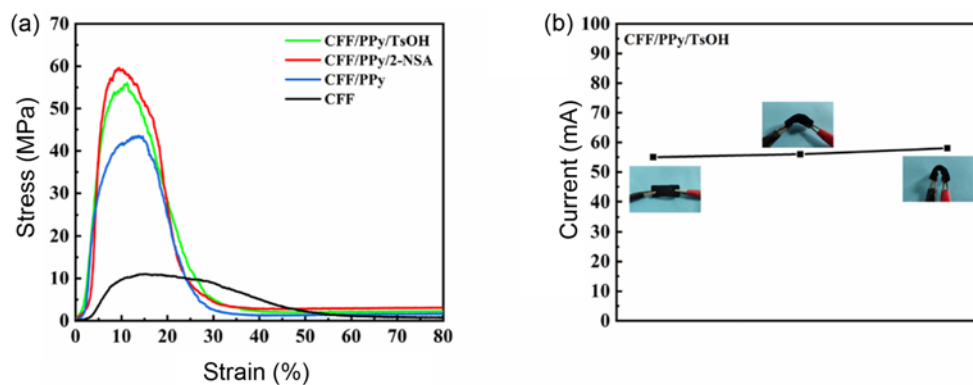 (a)
70
60
50
40
30
20
10
0
Stress (MPa)
0 10 20 30 40 50 60 70 80
Strain (%)
CFF/PPy/TsOH
CFF/PPy/2-NSA
CFF/PPy
CFF
(b)
100
90
80
70
60
50
40
30
20
10
0
Current (mA)
CFF/PPy/TsOH